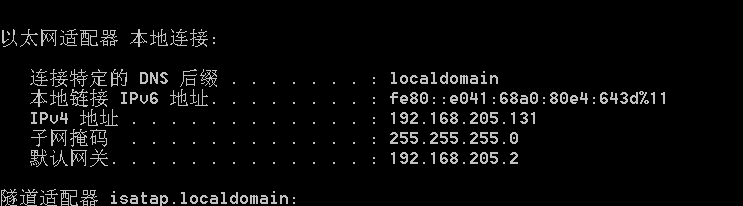 以太网适配器 本地连接:
连接特定的 DNS 后缀 . . . . . . . : localdomain
本地链接 IPv6 地址. . . . . . . . : fe80::e041:68a0:80e4:643d%11
IPv4 地址 . . . . . . . . . . . . : 192.168.205.131
子网掩码  . . . . . . . . . . . . : 255.255.255.0
默认网关. . . . . . . . . . . . . : 192.168.205.2
隧道适配器 isatap.localdomain: